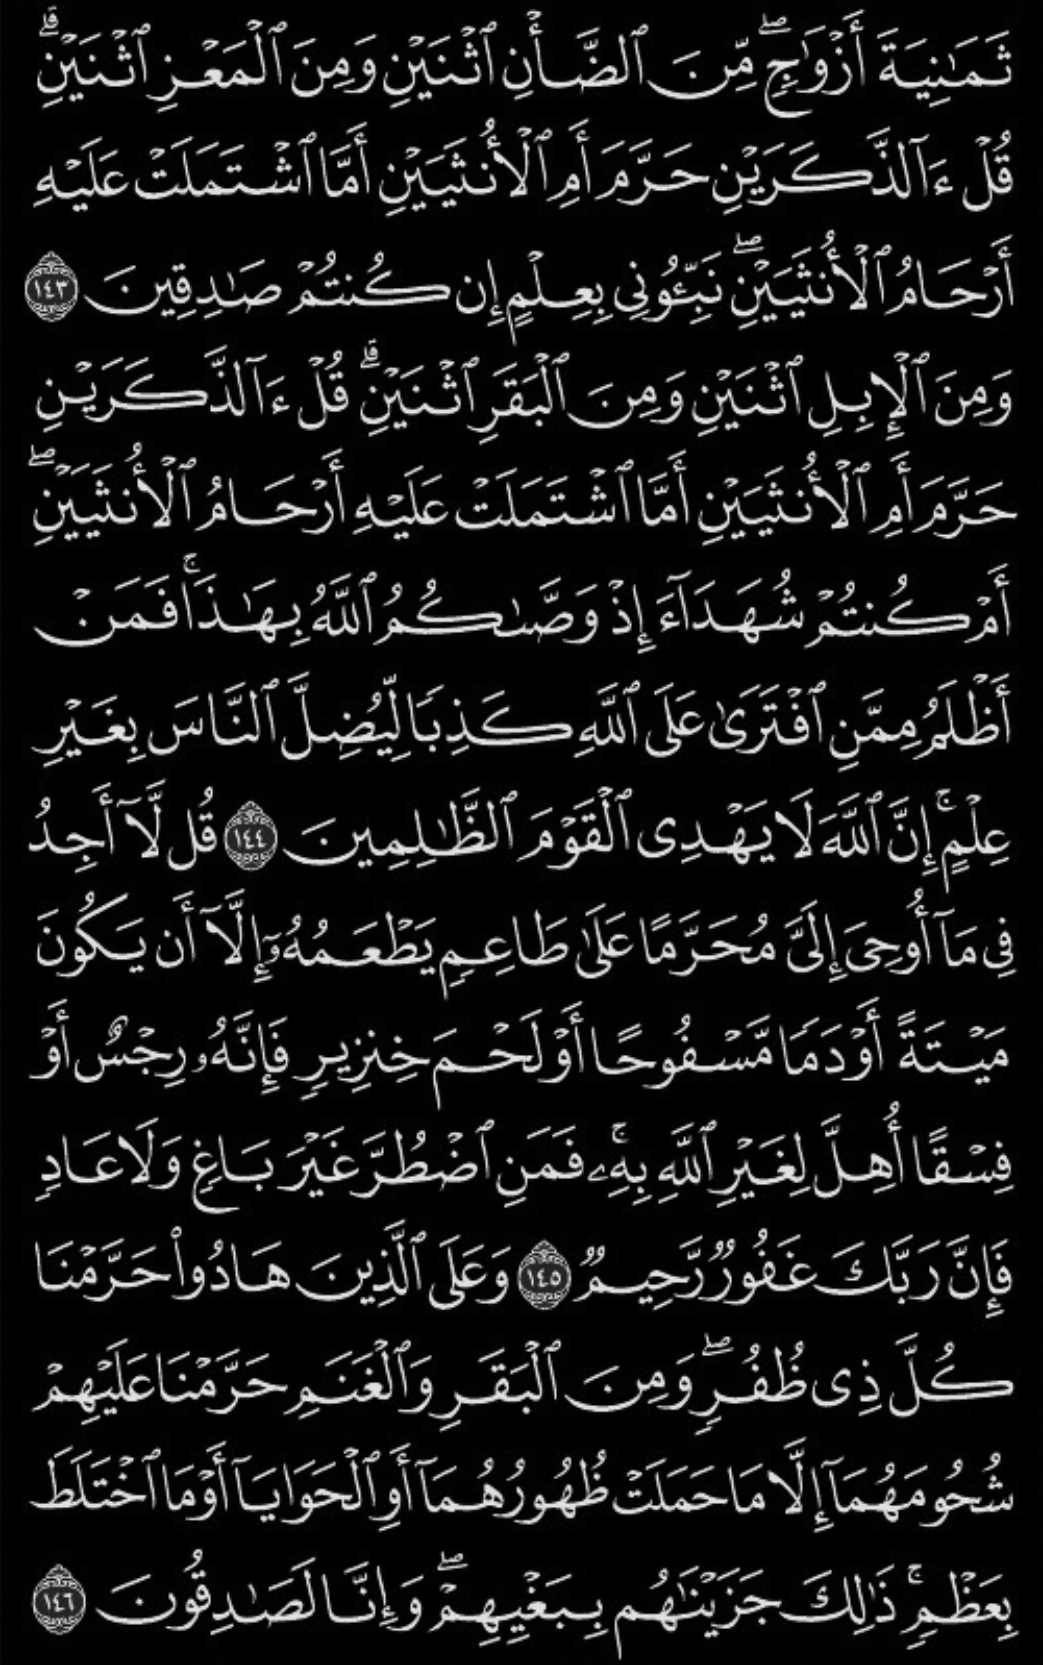 ثَمَـٰنِيَةَ أَزْوَٰجٍ ۖ مِّنَ ٱلضَّأْنِ ٱثْنَيْنِ وَمِنَ ٱلْمَعْزِ ٱثْنَيْنِ ۗ
قُلْ ءَآلذَّكَرَيْنِ حَرَّمَ أَمِ ٱلْأُنثَيَيْنِ أَمَّا ٱشْتَمَلَتْ عَلَيْهِ
أَرْحَامُ ٱلْأُنثَيَيْنِ ۖ نَبِّـُٔونِى بِعِلْمٍ إِن كُنتُمْ صَـٰدِقِينَ ١٤٣
وَمِنَ ٱلْإِبِلِ ٱثْنَيْنِ وَمِنَ ٱلْبَقَرِ ٱثْنَيْنِ ۗ قُلْ ءَآلذَّكَرَيْنِ
حَرَّمَ أَمِ ٱلْأُنثَيَيْنِ أَمَّا ٱشْتَمَلَتْ عَلَيْهِ أَرْحَامُ ٱلْأُنثَيَيْنِ ۖ
أَمْ كُنتُمْ شُهَدَآءَ إِذْ وَصَّىٰكُمُ ٱللَّهُ بِهَـٰذَا ۚ فَمَنْ
أَظْلَمُ مِمَّنِ ٱفْتَرَىٰ عَلَى ٱللَّهِ كَذِبًا لِّيُضِلَّ ٱلنَّاسَ بِغَيْرِ
عِلْمٍ ۚ إِنَّ ٱللَّهَ لَا يَهْدِى ٱلْقَوْمَ ٱلظَّـٰلِمِينَ ١٤٤ قُل لَّآ أَجِدُ
فِى مَآ أُوحِىَ إِلَىَّ مُحَرَّمًا عَلَىٰ طَاعِمٍ يَطْعَمُهُۥٓ إِلَّآ أَن يَكُونَ
مَيْتَةً أَوْ دَمًا مَّسْفُوحًا أَوْ لَحْمَ خِنزِيرٍ فَإِنَّهُۥ رِجْسٌ أَوْ
فِسْقًا أُهِلَّ لِغَيْرِ ٱللَّهِ بِهِۦ ۚ فَمَنِ ٱضْطُرَّ غَيْرَ بَاغٍ وَلَا عَادٍ
فَإِنَّ رَبَّكَ غَفُورٌ رَّحِيمٌ ١٤٥ وَعَلَى ٱلَّذِينَ هَادُوا۟ حَرَّمْنَا
كُلَّ ذِى ظُفُرٍ ۖ وَمِنَ ٱلْبَقَرِ وَٱلْغَنَمِ حَرَّمْنَا عَلَيْهِمْ
شُحُومَهُمَآ إِلَّا مَا حَمَلَتْ ظُهُورُهُمَآ أَوِ ٱلْحَوَايَآ أَوْ مَا ٱخْتَلَطَ
بِعَظْمٍ ۚ ذَٰلِكَ جَزَيْنَـٰهُم بِبَغْيِهِمْ ۖ وَإِنَّا لَصَـٰدِقُونَ ١٤٦